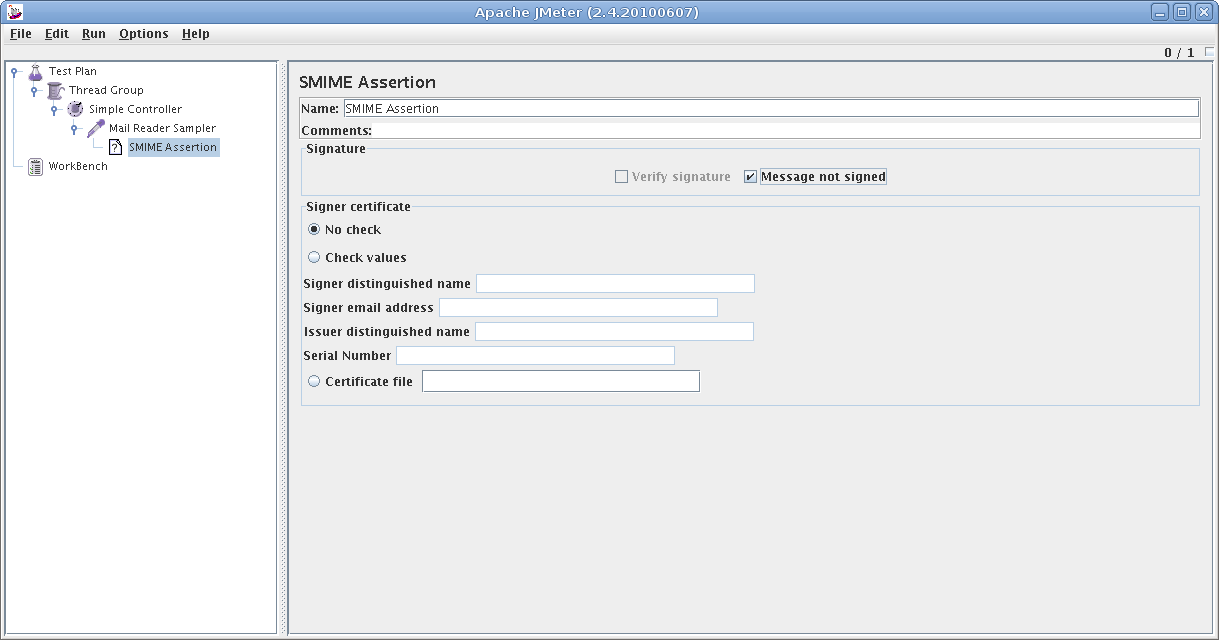 Apache JMeter (2.4.20100607)
File Edit Run Options Help
0 / 1
Test Plan
Thread Group
Simple Controller
Mail Reader Sampler
SMIME Assertion
WorkBench
SMIME Assertion
Name: SMIME Assertion
Comments:
Signature
Verify signature Message not signed
Signer certificate
No check
Check values
Signer distinguished name
Signer email address
Issuer distinguished name
Serial Number
Certificate file